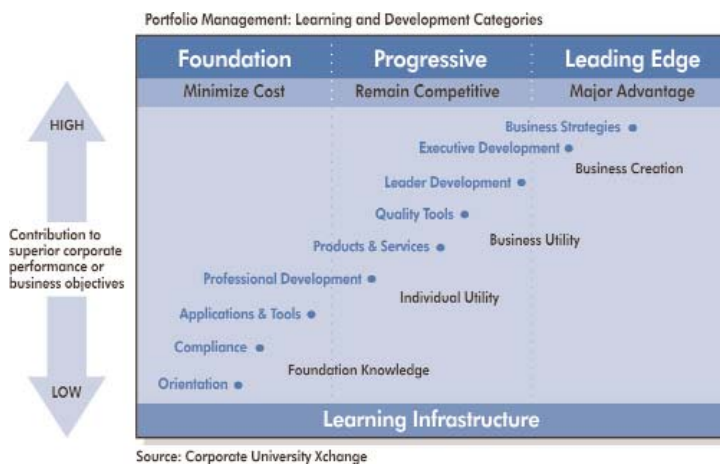 Portfolio Management: Learning and Development Categories
Foundation
Progressive
Leading Edge
Minimize Cost
Remain Competitive
Major Advantage
HIGH
Contribution to
superior corporate
performance or
business objectives
LOW
Business Strategies
Executive Development
Business Creation
Leader Development
Quality Tools
Business Utility
Products & Services
Professional Development
Individual Utility
Applications & Tools
Compliance
Foundation Knowledge
Orientation
Learning Infrastructure
Source: Corporate University Xchange